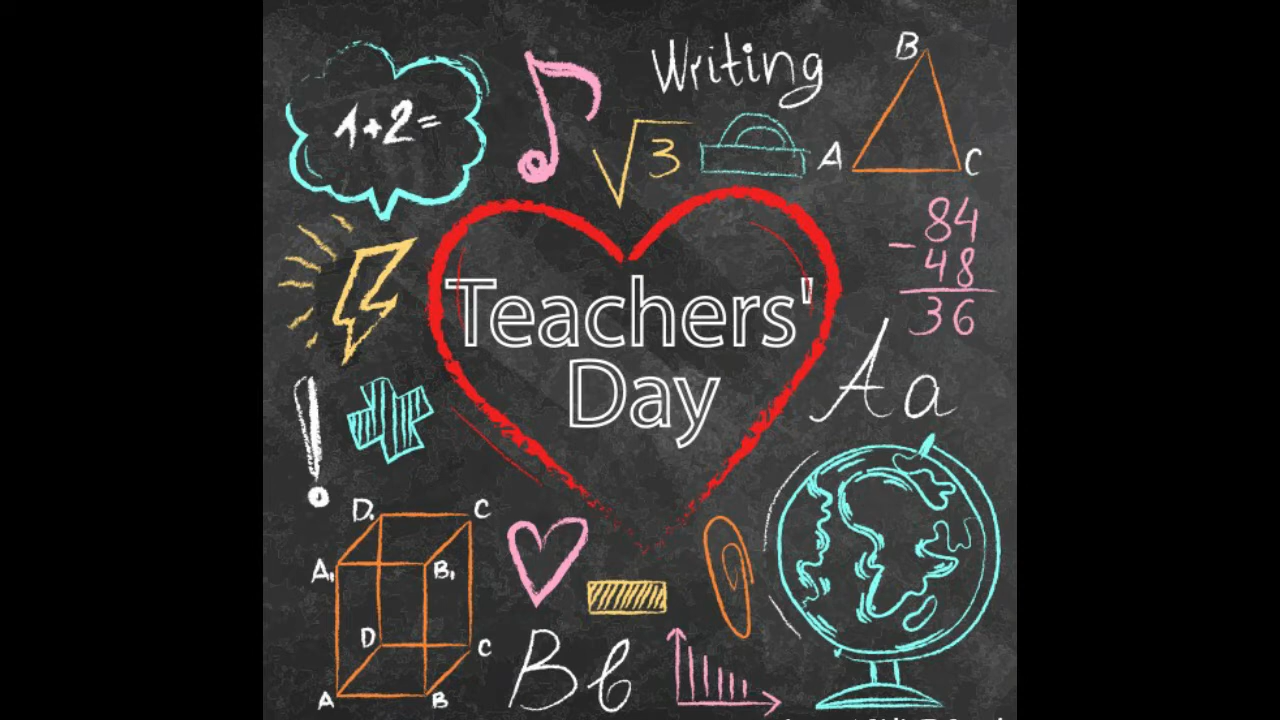 Writing
1+2=
√3
B
A
C
84
- 48
36
Teachers'
Day
Aa
D₁
C
A₁
B₁
D
C
A
B
Bb